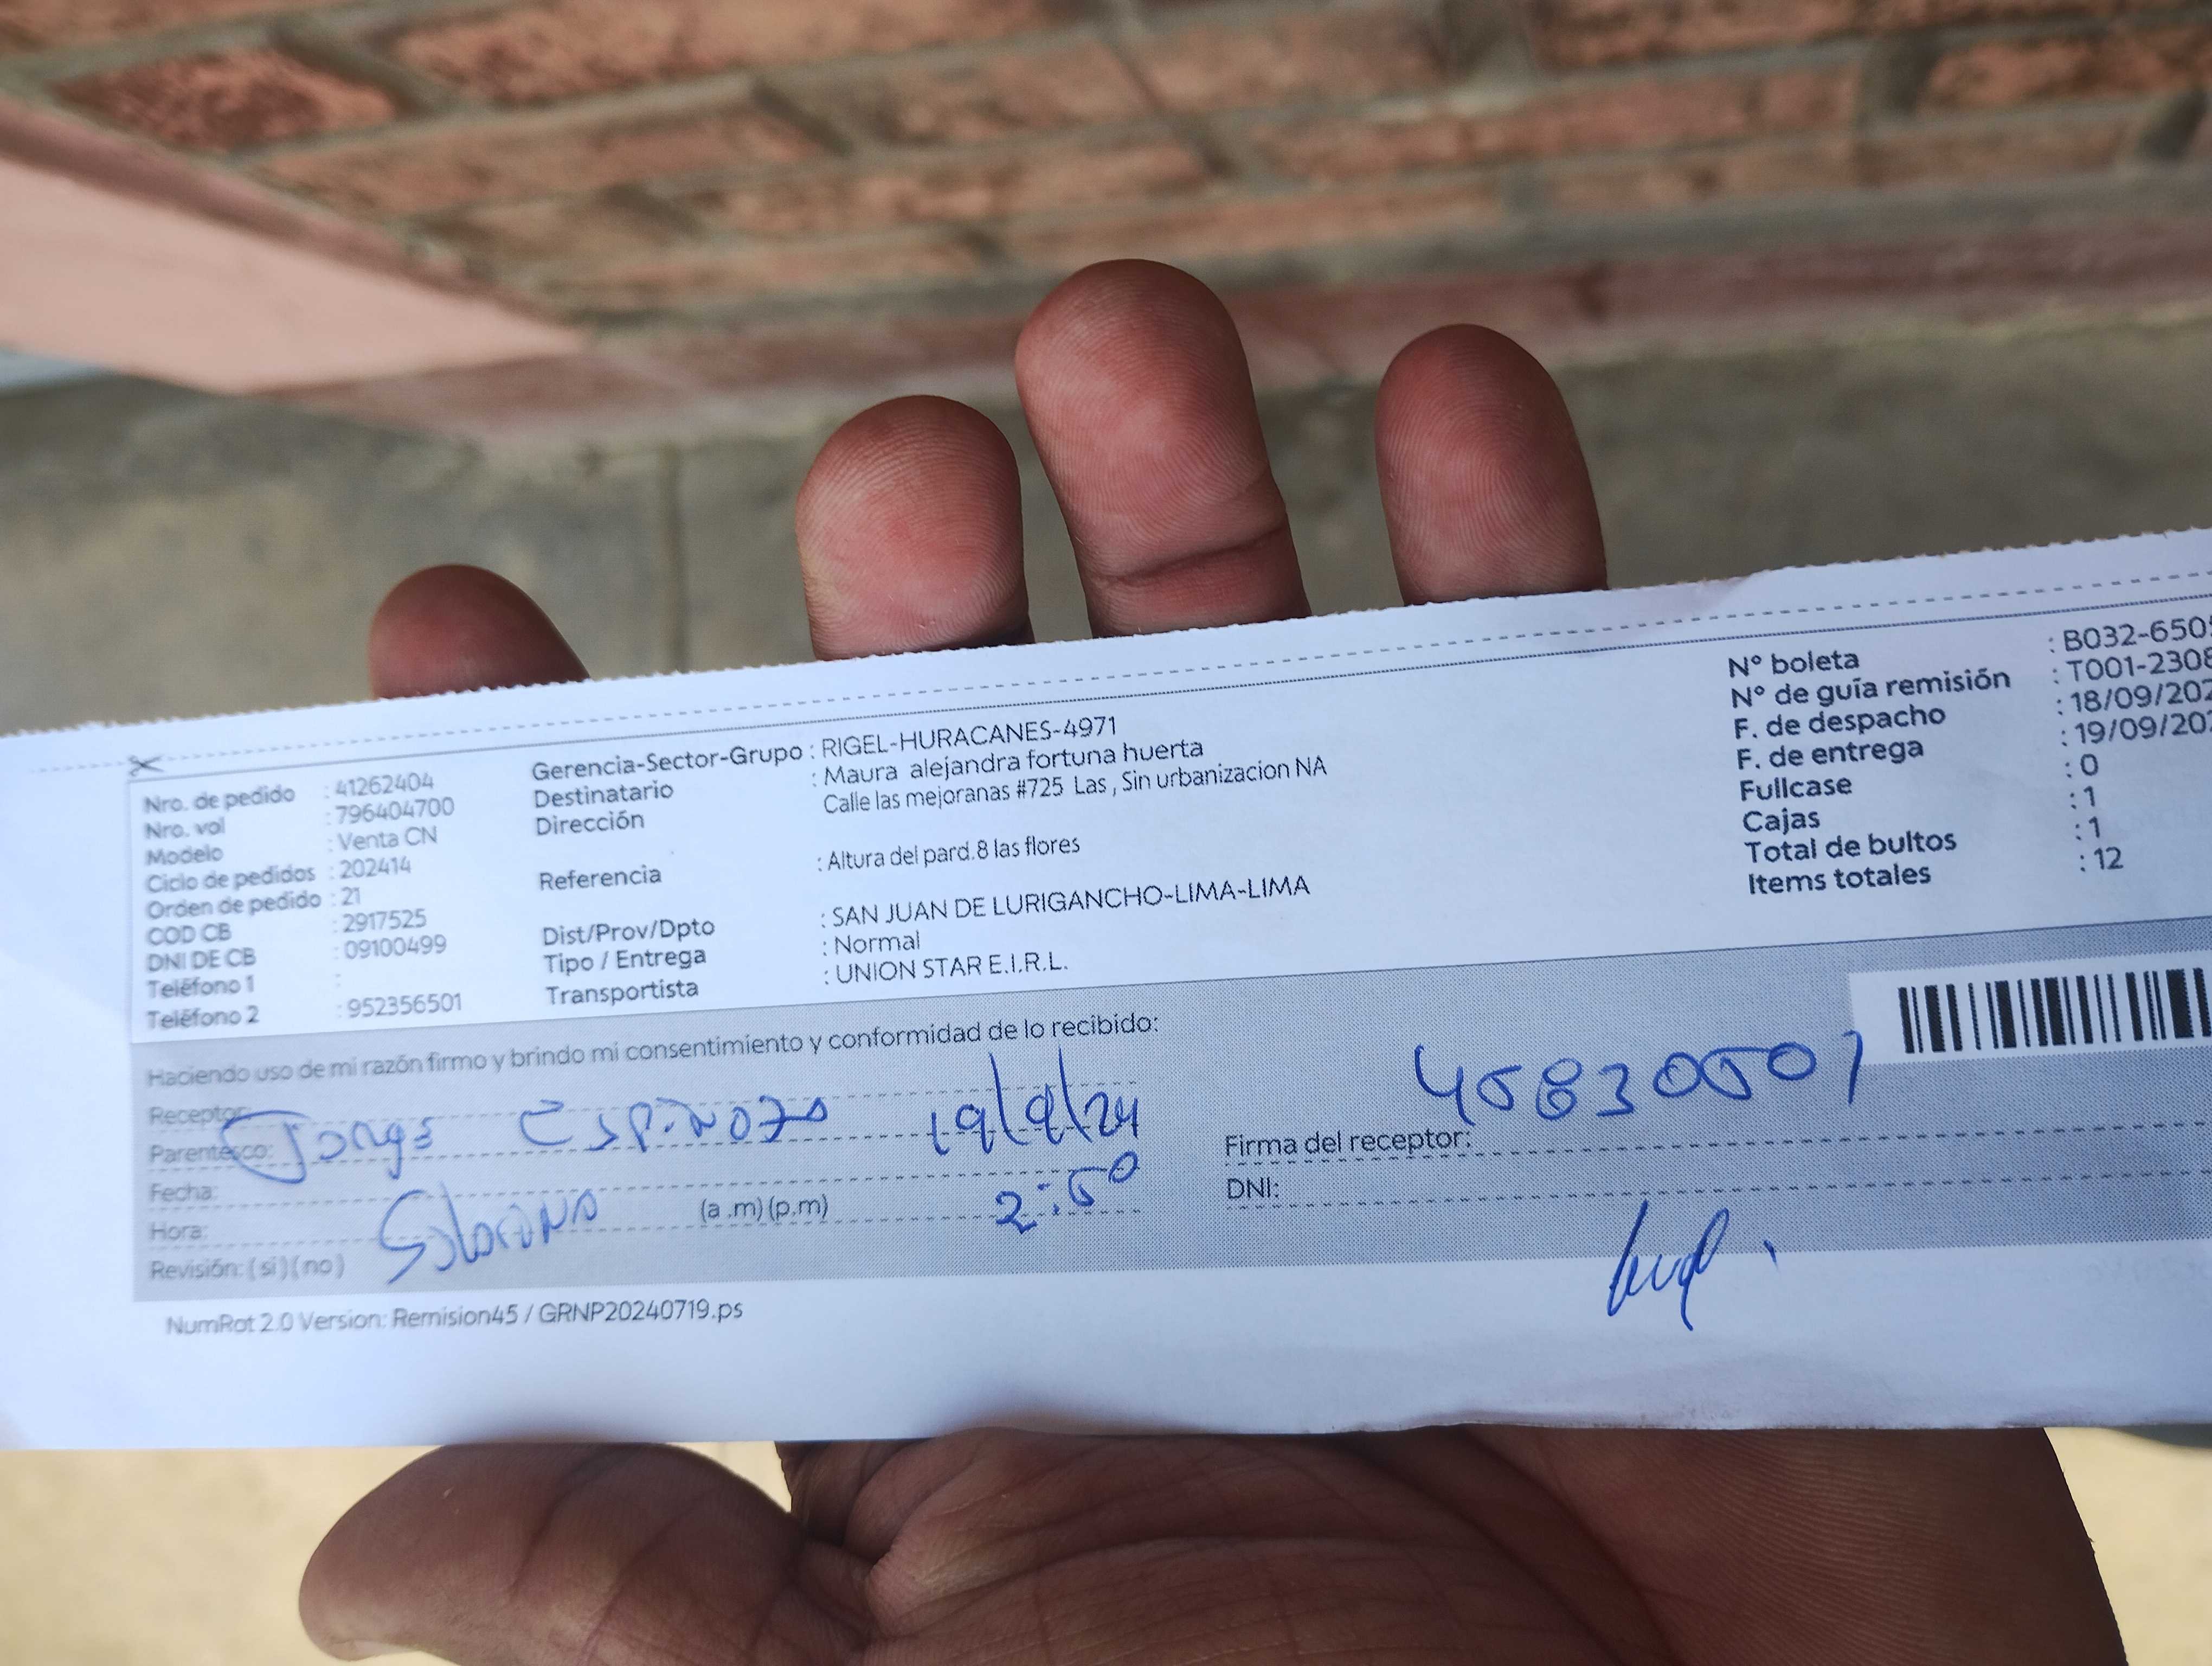 Nro. de pedido : 41262404
Nro. vol : 796404700
Modelo : Venta CN
Ciclo de pedidos : 202414
Orden de pedido : 21
COD CB : 2917525
DNI DE CB : 09100499
Teléfono 1 :
Teléfono 2 : 952356501
Gerencia-Sector-Grupo : RIGEL-HURACANES-4971
Destinatario : Maura alejandra fortuna huerta
Dirección Calle las mejoranas #725 Las , Sin urbanizacion NA
Referencia : Altura del pard.8 las flores
Dist/Prov/Dpto : SAN JUAN DE LURIGANCHO-LIMA-LIMA
Tipo / Entrega : Normal
Transportista : UNION STAR E.I.R.L.
N° boleta : B032-650
N° de guía remisión : T001-230
F. de despacho : 18/09/202
F. de entrega : 19/09/20
Fullcase : 0
Cajas : 1
Total de bultos : 1
Items totales : 12
Haciendo uso de mi razón firmo y brindo mi consentimiento y conformidad de lo recibido:
Receptor:
Parentesco: Jorge Espinoza 19/9/24
Fecha:
Hora: (a .m) (p.m) 2:50
Revisión: ( si ) ( no )
45830501
Firma del receptor:
DNI:
NumRot 2.0 Version: Remision45 / GRNP20240719.ps